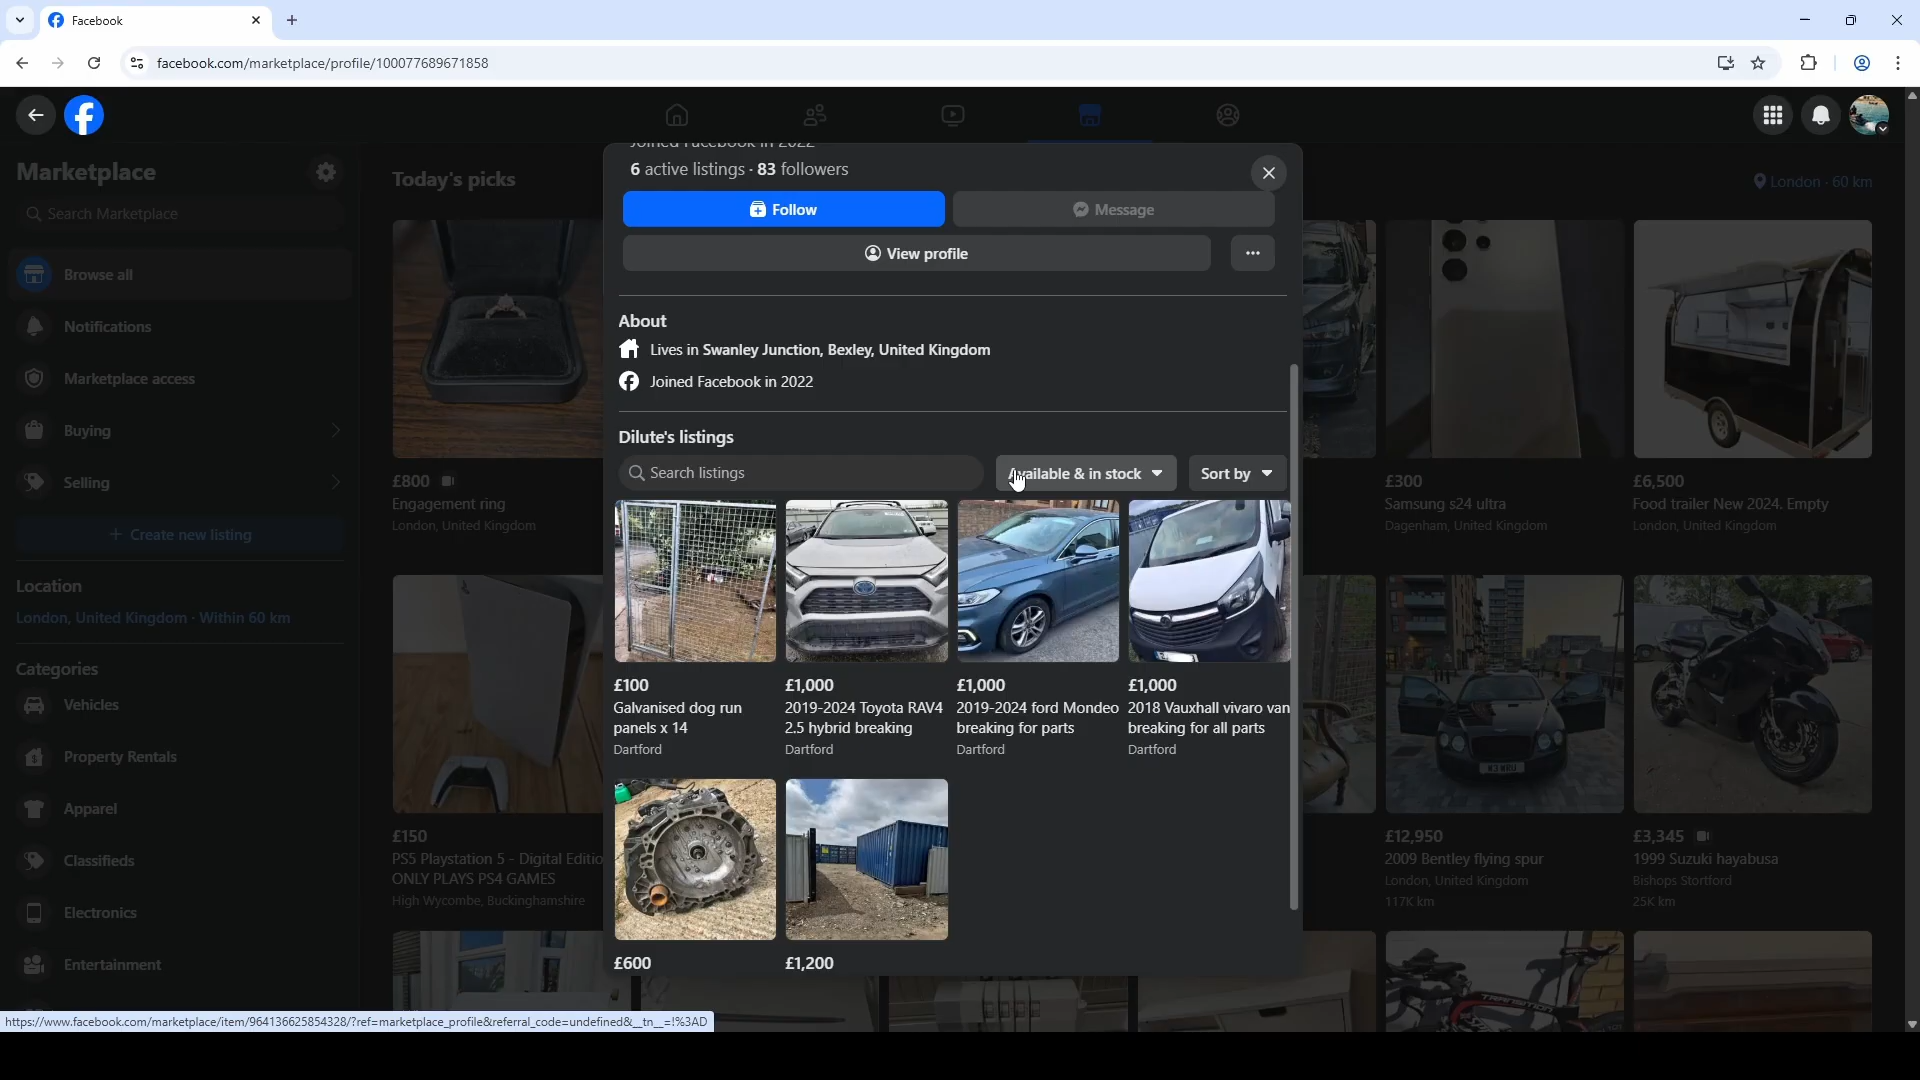 Facebook
facebook.com/marketplace/profile/100077689671858
Marketplace
Search Marketplace
Browse all
Notifications
Marketplace access
Buying
Selling
+ Create new listing
Location
London, United Kingdom · Within 60 km
Categories
Vehicles
Property Rentals
Apparel
Classifieds
Electronics
Entertainment
Today's picks
London · 60 km
£800
Engagement ring
London, United Kingdom
£150
PS5 Playstation 5 - Digital Editio
ONLY PLAYS PS4 GAMES
High Wycombe, Buckinghamshire
Joined Facebook in 2022
6 active listings · 83 followers
Follow
Message
View profile
About
Lives in Swanley Junction, Bexley, United Kingdom
Joined Facebook in 2022
Dilute's listings
Search listings
Available & in stock
Sort by
£100
Galvanised dog run
panels x 14
Dartford
£1,000
2019-2024 Toyota RAV4
2.5 hybrid breaking
Dartford
£1,000
2019-2024 ford Mondeo
breaking for parts
Dartford
£1,000
2018 Vauxhall vivaro van
breaking for all parts
Dartford
£600
£1,200
£300
Samsung s24 ultra
Dagenham, United Kingdom
£6,500
Food trailer New 2024. Empty
London, United Kingdom
£12,950
2009 Bentley flying spur
London, United Kingdom
117K km
£3,345
1999 Suzuki hayabusa
Bishops Stortford
25K km
https://www.facebook.com/marketplace/item/964136625854328/?ref=marketplace_profile&referral_code=undefined&__tn__=!%3AD